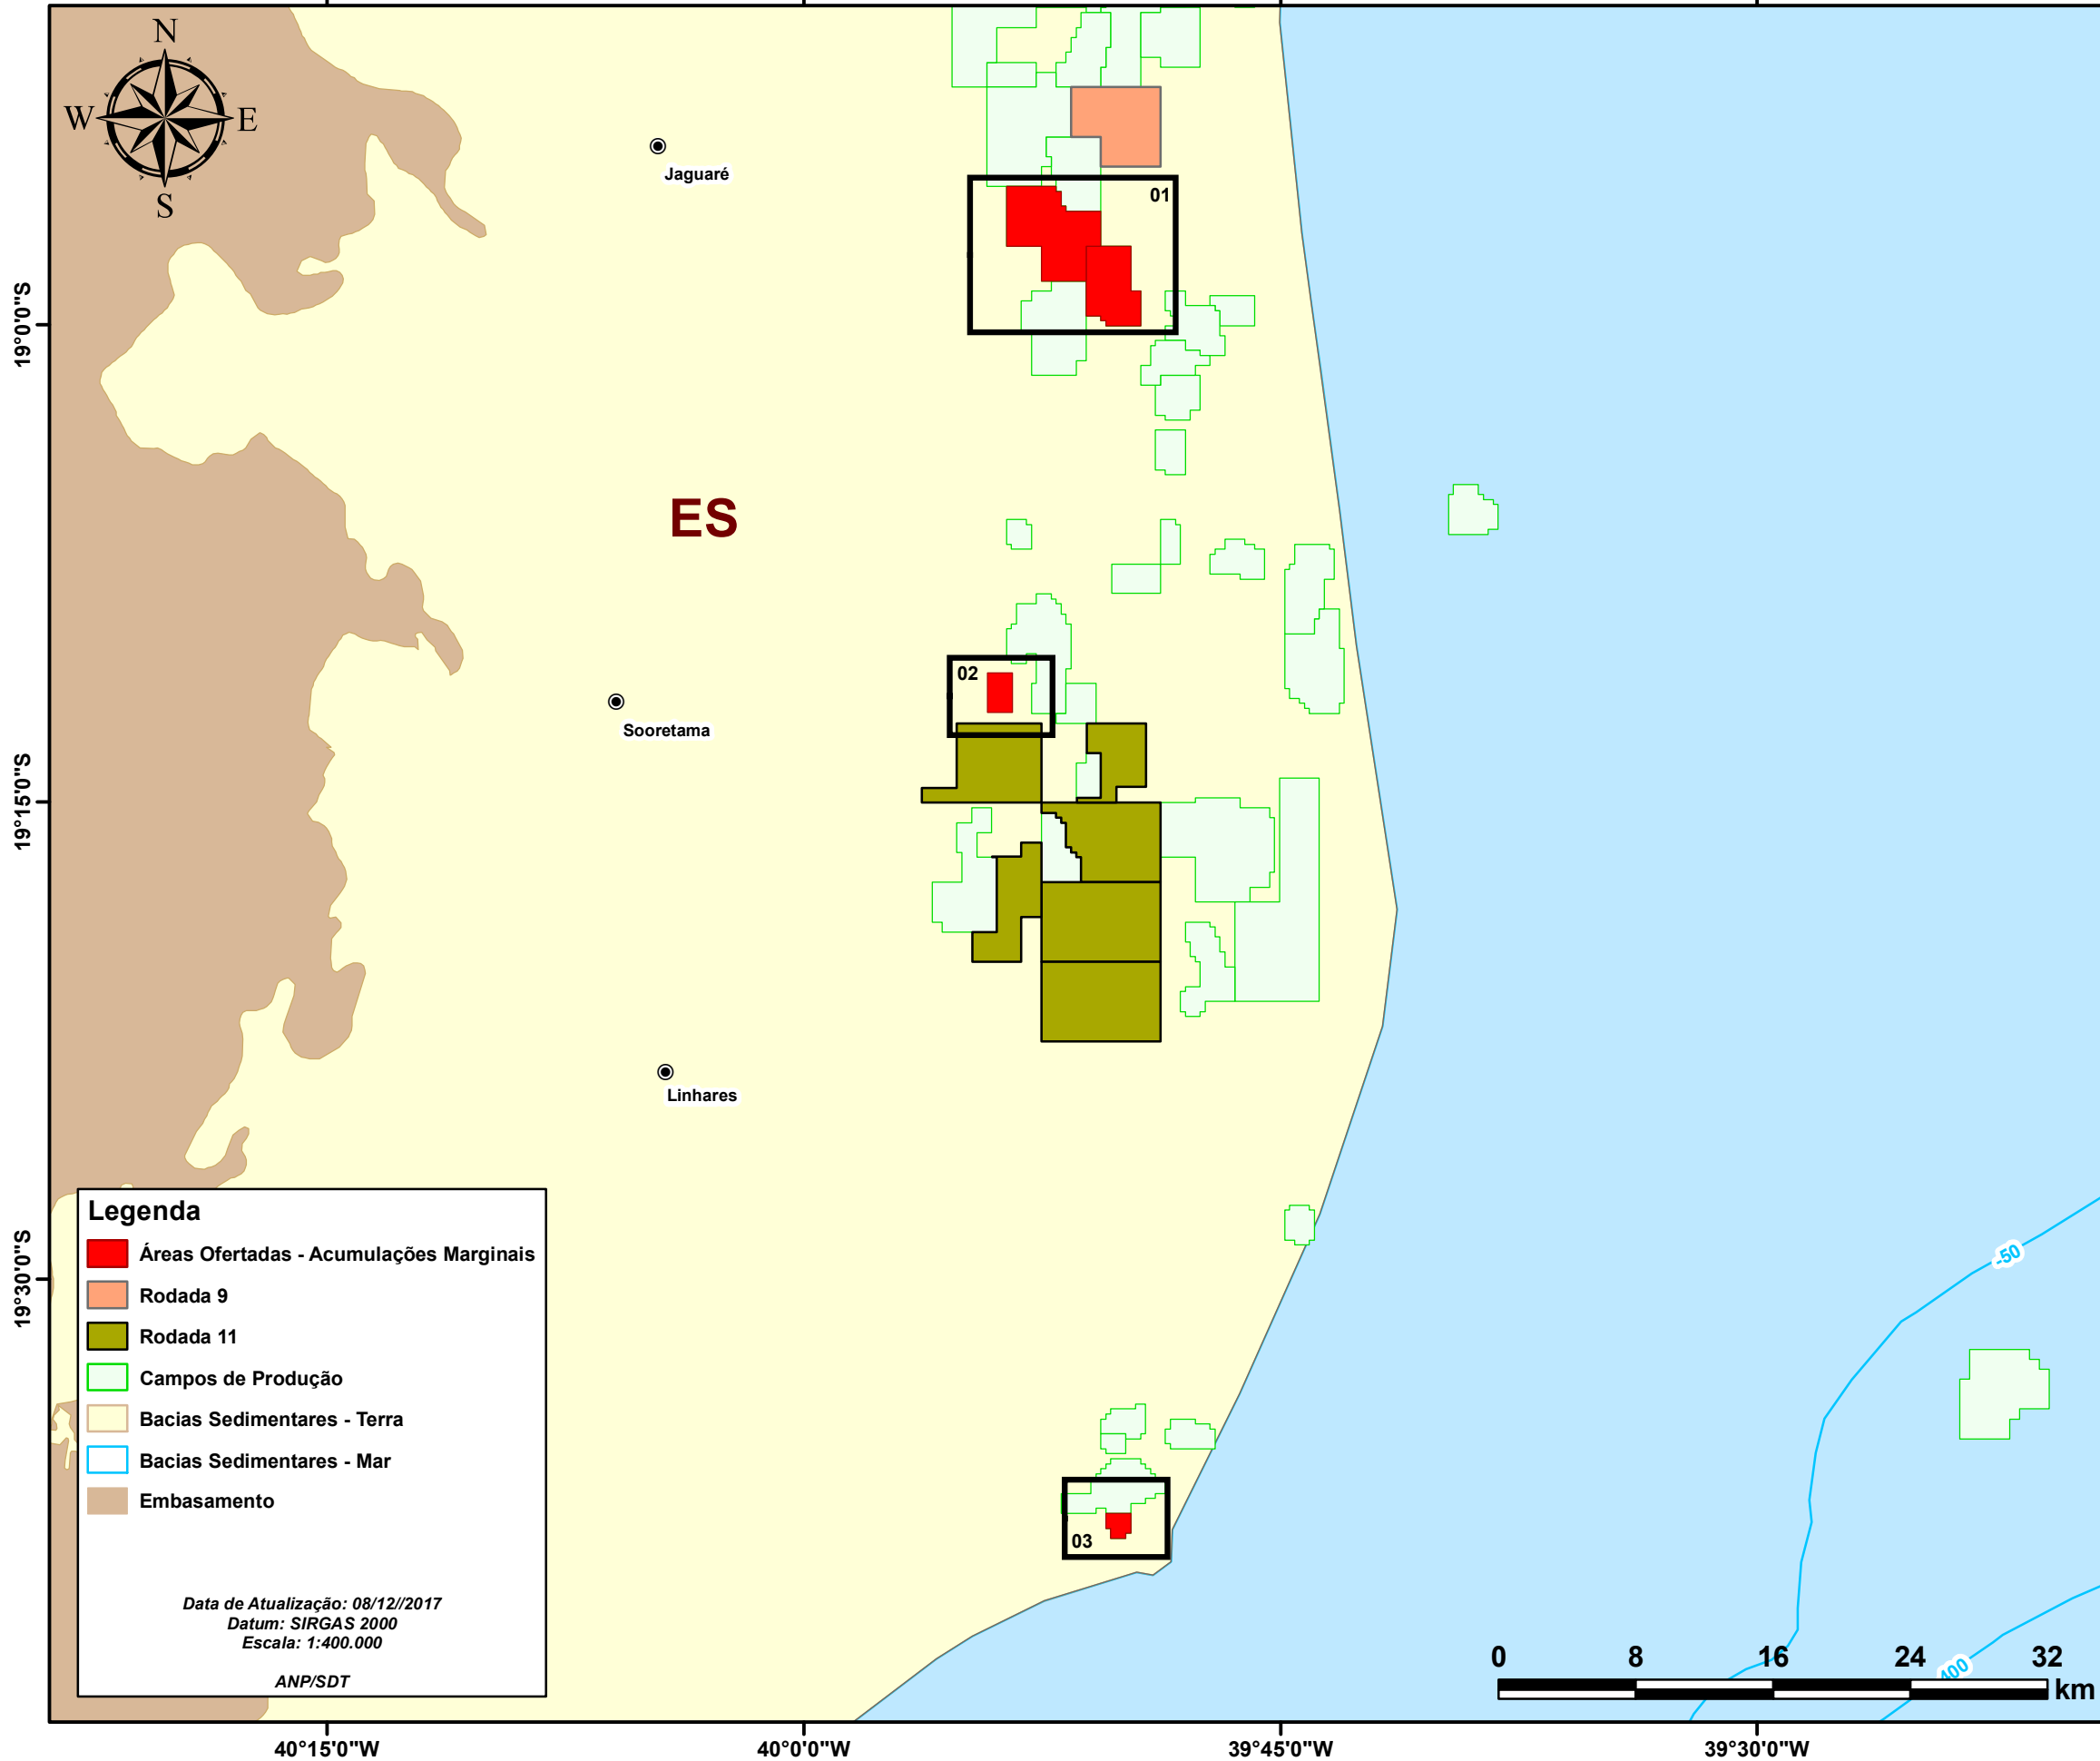 N
W
E
S
Jaguaré
01
19°0'0"S
ES
02
Sooretama
19°15'0"S
Linhares
Legenda
Áreas Ofertadas - Acumulações Marginais
Rodada 9
Rodada 11
Campos de Produção
Bacias Sedimentares - Terra
Bacias Sedimentares - Mar
Embasamento
19°30'0"S
-50
03
Data de Atualização: 08/12//2017
Datum: SIRGAS 2000
Escala: 1:400.000
ANP/SDT
0 8 16 24 32
km
-400
40°15'0"W
40°0'0"W
39°45'0"W
39°30'0"W